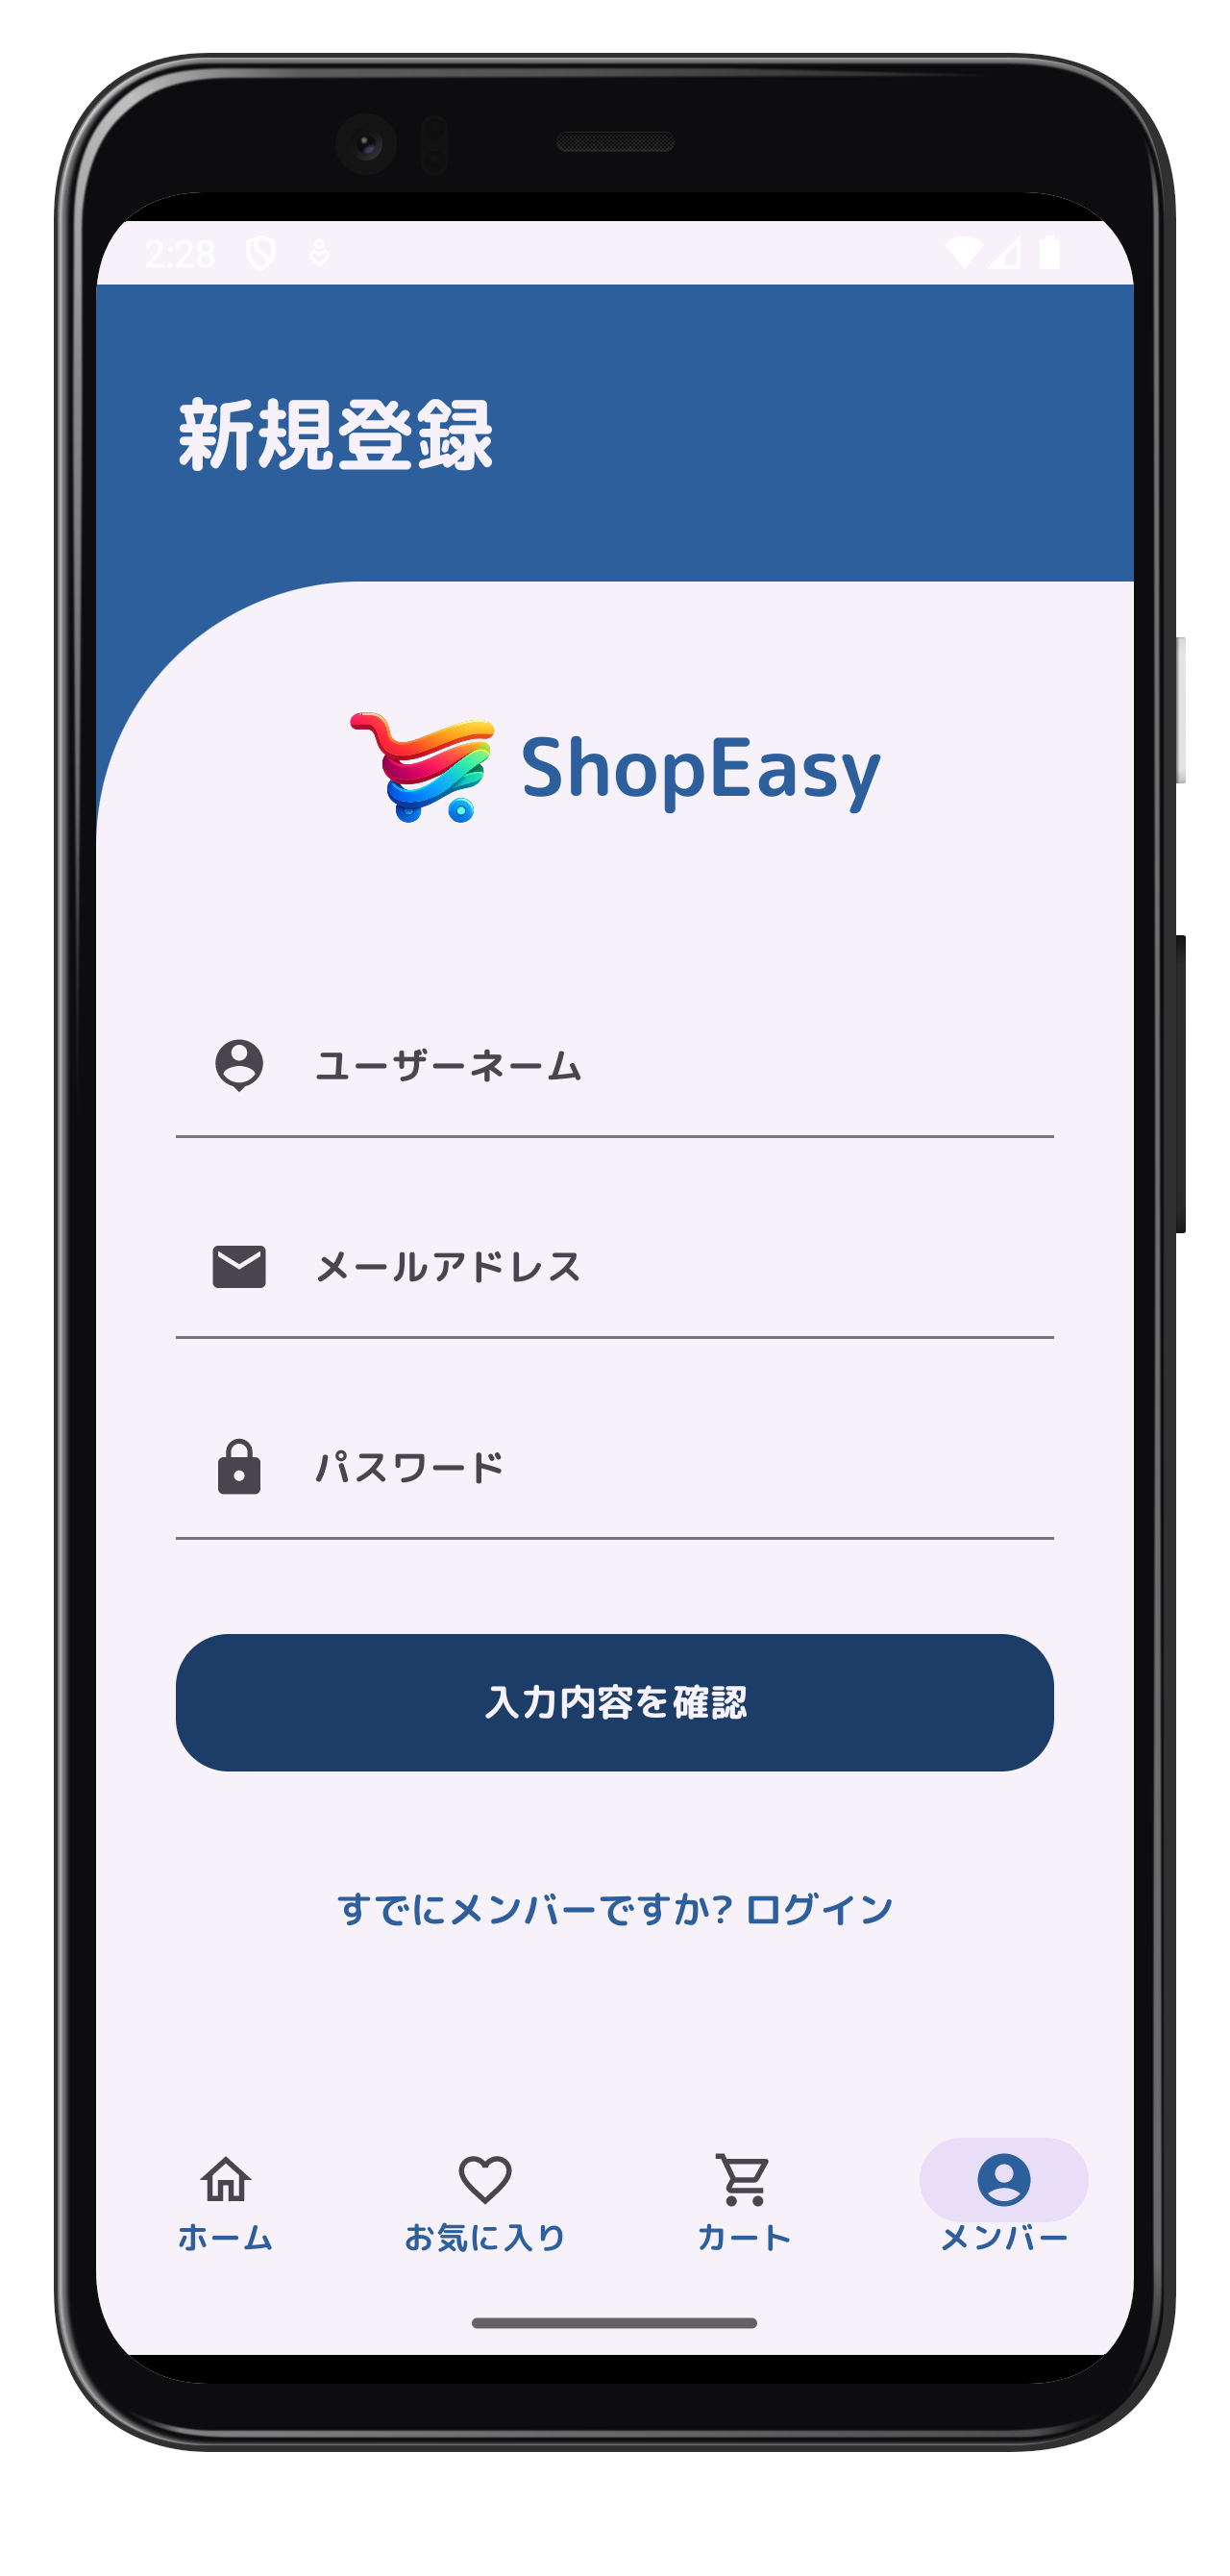 2:28
新規登録
ShopEasy
ユーザーネーム
メールアドレス
パスワード
入力内容を確認
すでにメンバーですか? ログイン
ホーム お気に入り カート メンバー